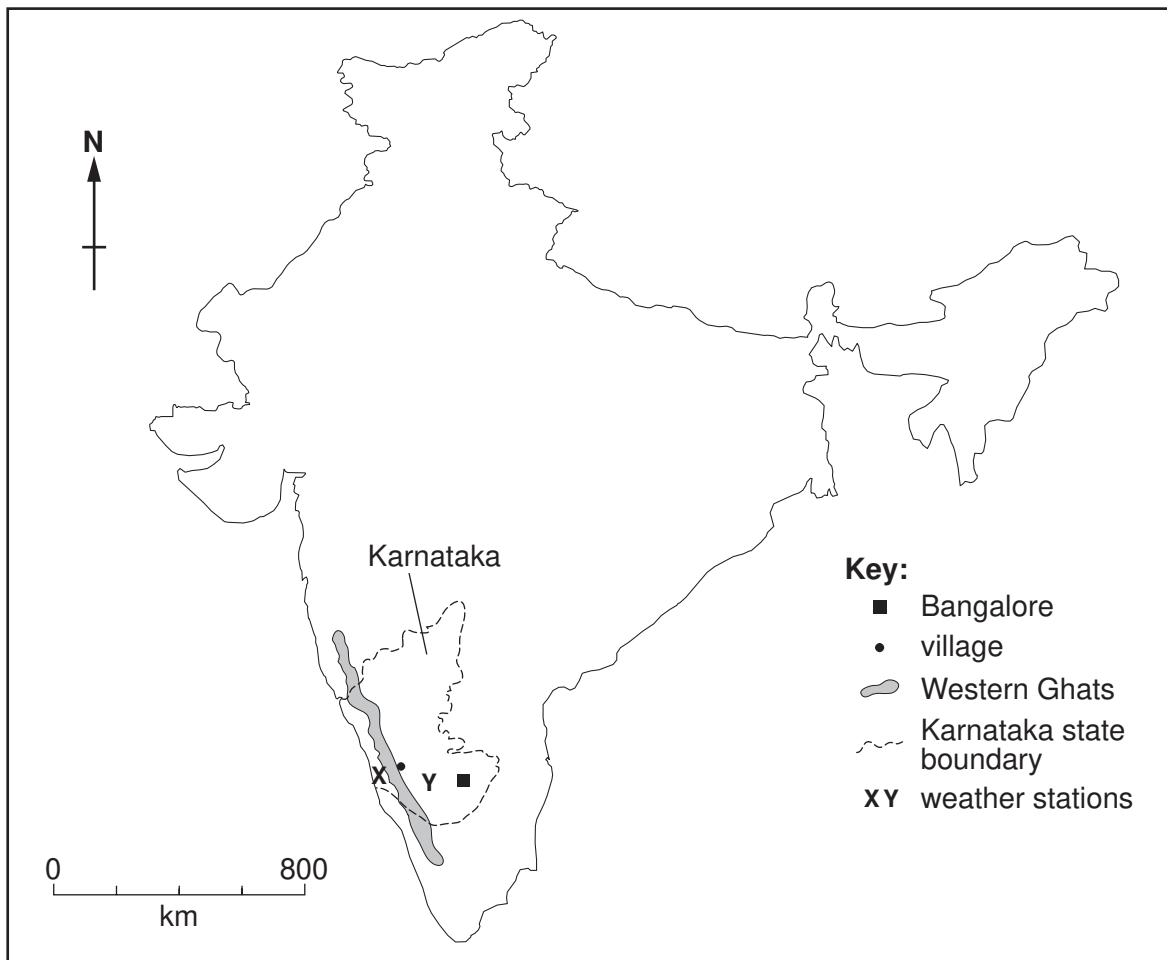 N
Karnataka
Key:
Bangalore
village
Western Ghats
Karnataka state
boundary
X Y weather stations
X
Y
0 800
km